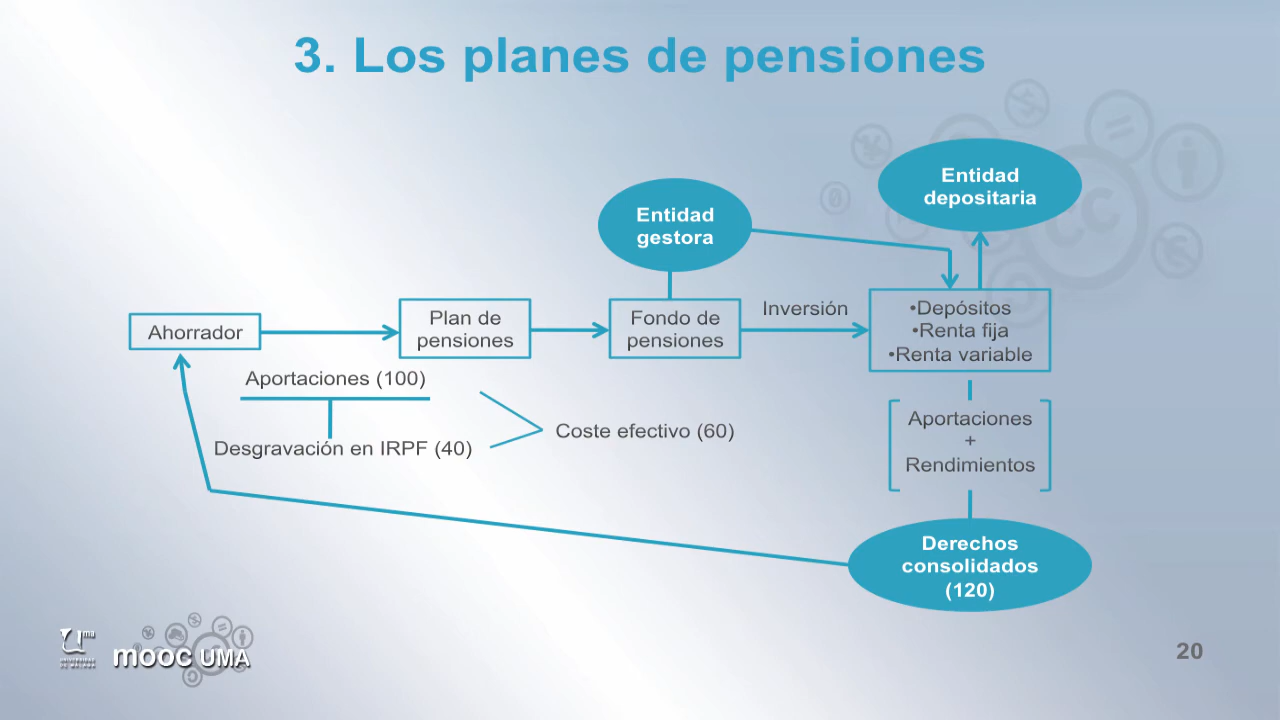 3. Los planes de pensiones
Entidad
depositaria
Entidad
gestora
Ahorrador
Plan de
pensiones
Fondo de
pensiones
Inversión
•Depósitos
•Renta fija
•Renta variable
Aportaciones (100)
Desgravación en IRPF (40)
Coste efectivo (60)
Aportaciones
+
Rendimientos
Derechos
consolidados
(120)
uma
mooc UMA
20